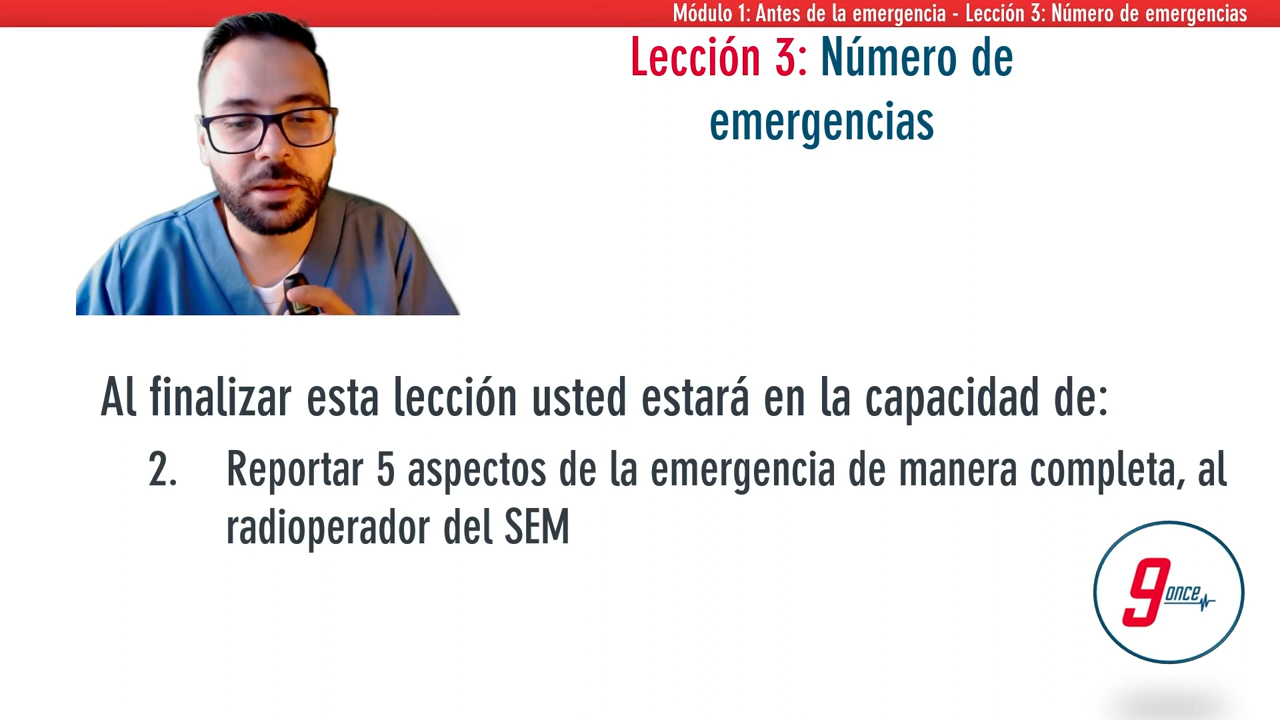 Módulo 1: Antes de la emergencia - Lección 3: Número de emergencias
Lección 3: Número de
emergencias
Al finalizar esta lección usted estará en la capacidad de:
2. Reportar 5 aspectos de la emergencia de manera completa, al
radioperador del SEM
9once